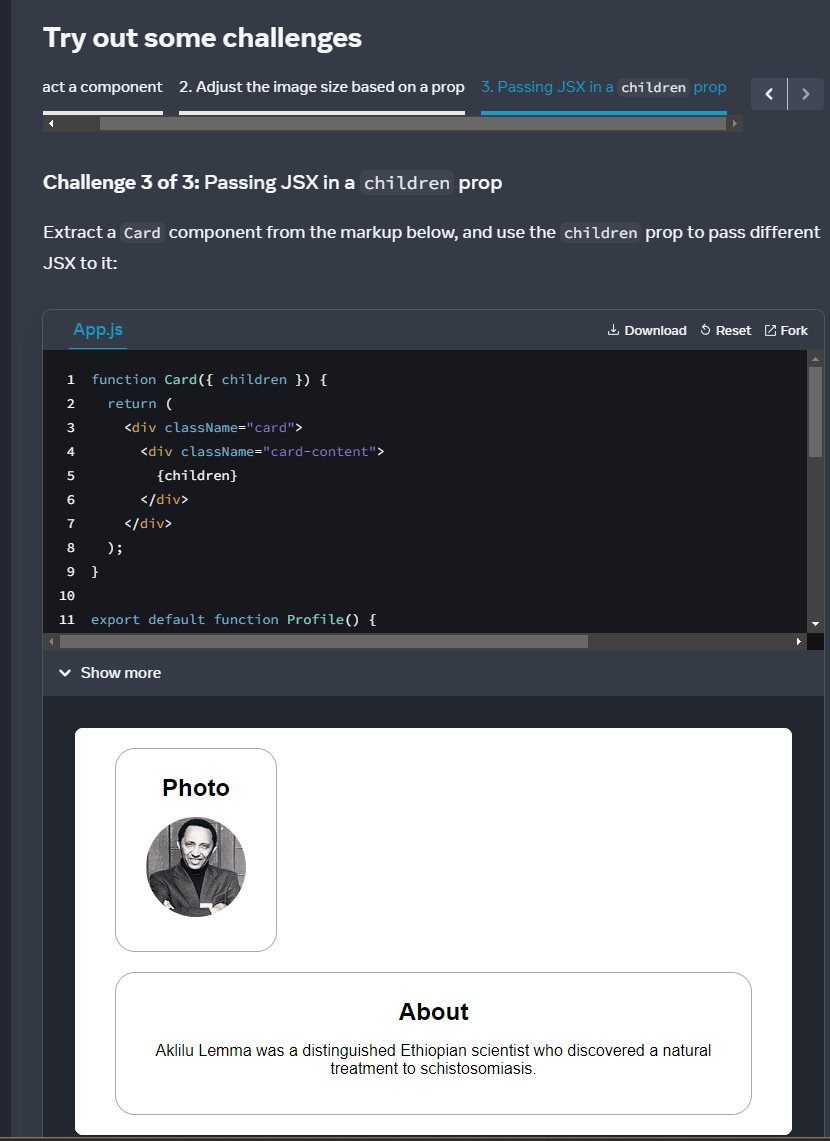 Try out some challenges
act a component 2. Adjust the image size based on a prop 3. Passing JSX in a children prop
Challenge 3 of 3: Passing JSX in a children prop
Extract a Card component from the markup below, and use the children prop to pass different
JSX to it:
App.js Download Reset Fork
1 function Card({ children }) {
2   return (
3     <div className="card">
4       <div className="card-content">
5         {children}
6       </div>
7     </div>
8   );
9 }
10
11 export default function Profile() {
Show more
Photo
About
Aklilu Lemma was a distinguished Ethiopian scientist who discovered a natural
treatment to schistosomiasis.